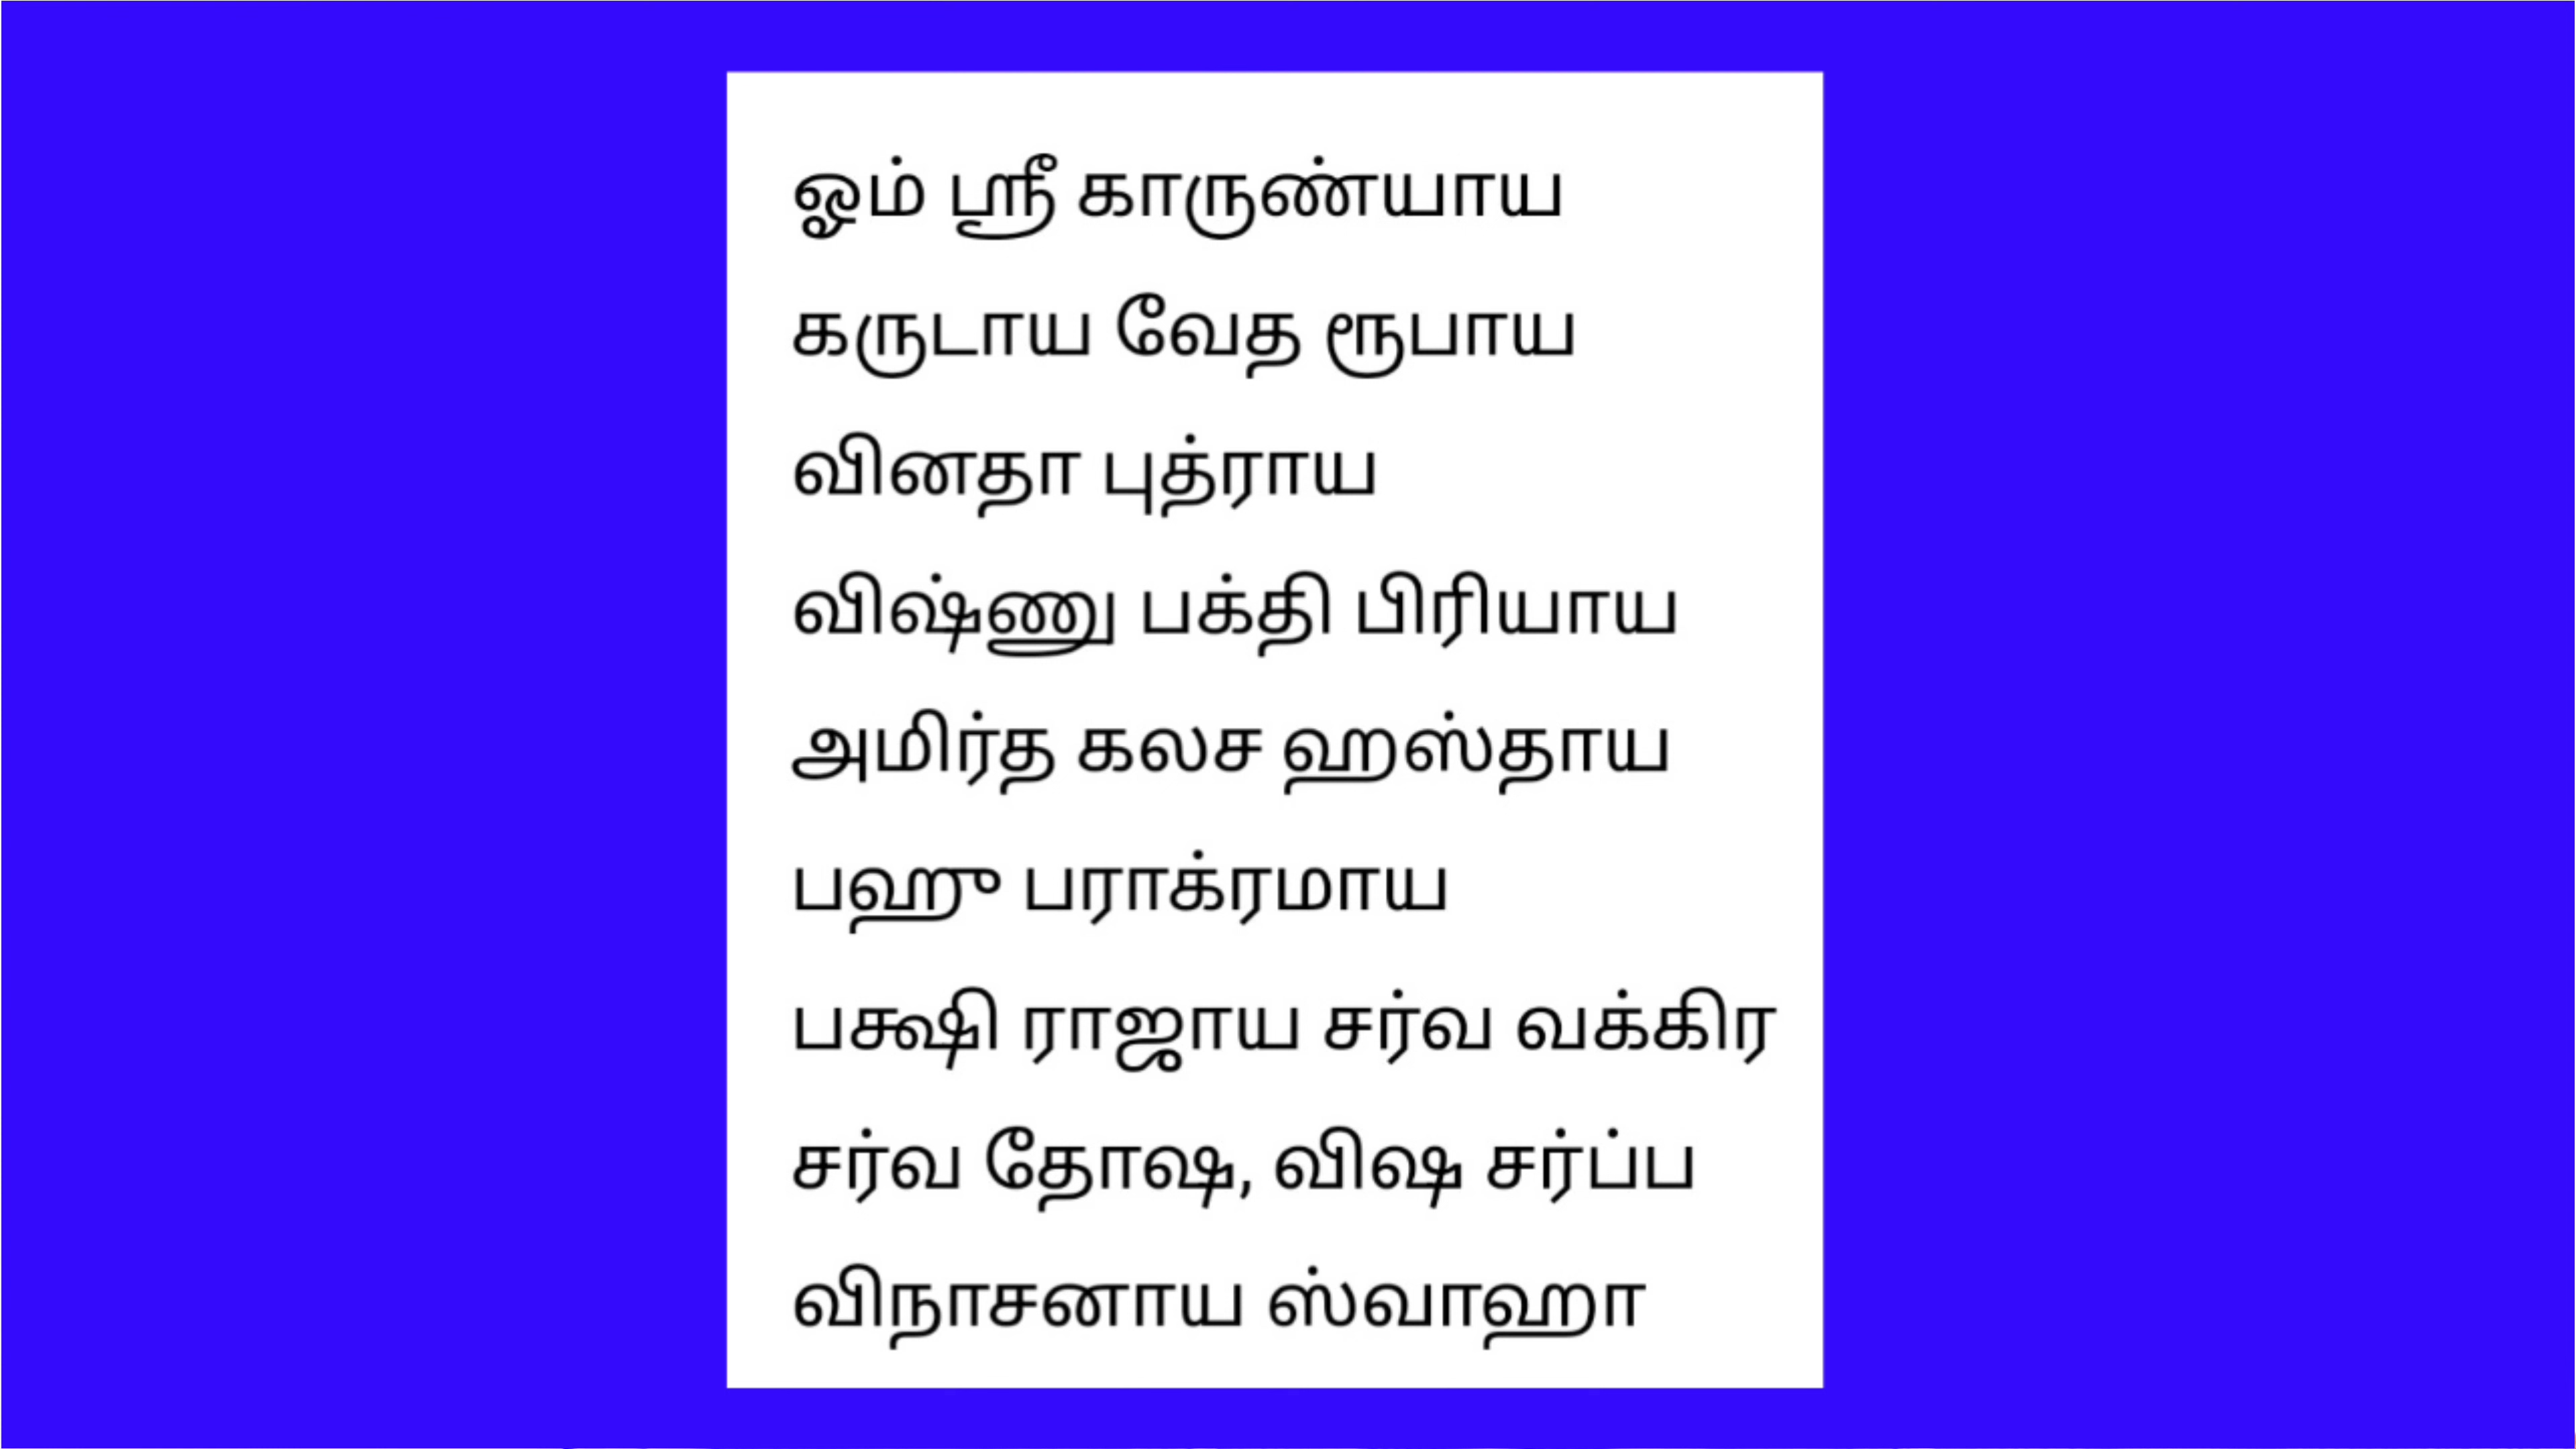 ஓம் ஸ்ரீ காருண்யாய
கருடாய வேத ரூபாய
வினதா புத்ராய
விஷ்ணு பக்தி பிரியாய
அமிர்த கலச ஹஸ்தாய
பஹு பராக்ரமாய
பக்ஷி ராஜாய சர்வ வக்கிர
சர்வ தோஷ, விஷ சர்ப்ப
விநாசனாய ஸ்வாஹா